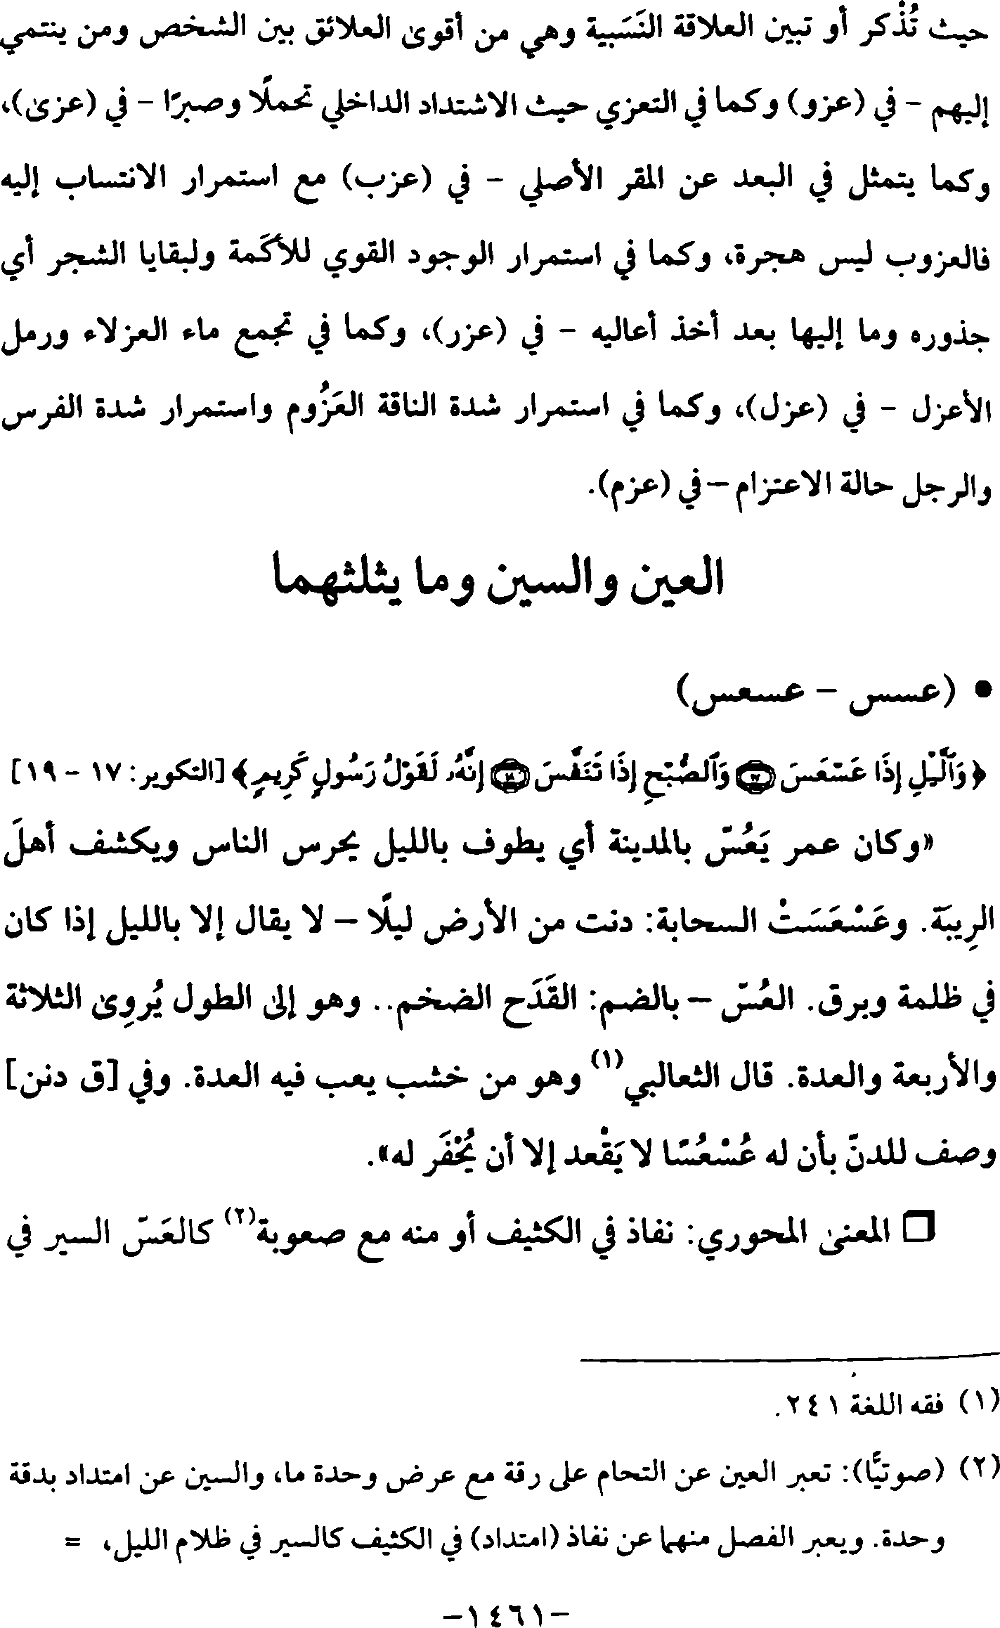 حيث تُذْكر أو تبين العلاقة النَسَبية وهي من أقوى العلائق بين الشخص ومن ينتمي
إليهم – في (عزو) وكما في التعزي حيث الاشتداد الداخلي تحملًا وصبرًا – في (عزى)،
وكما يتمثل في البعد عن المقر الأصلي – في (عزب) مع استمرار الانتساب إليه
فالعزوب ليس هجرة، وكما في استمرار الوجود القوي للأكَمة ولبقايا الشجر أي
جذوره وما إليها بعد أخذ أعاليه – في (عزر)، وكما في تجمع ماء العزلاء ورمل
الأعزل – في (عزل)، وكما في استمرار شدة الناقة العَزُوم واستمرار شدة الفرس
والرجل حالة الاعتزام – في (عزم).
العين والسين وما يثلثهما
• (عسس – عسعس)
﴿وَٱلَّيْلِ إِذَا عَسْعَسَ ۝١٧ وَٱلصُّبْحِ إِذَا تَنَفَّسَ ۝١٨ إِنَّهُۥ لَقَوْلُ رَسُولٍ كَرِيمٍ﴾ [التكوير: ١٧ – ١٩]
«وكان عمر يَعُسّ بالمدينة أي يطوف بالليل يحرس الناس ويكشف أهلَ
الرِيبَة. وعَسْعَسَتْ السحابة: دنت من الأرض ليلًا – لا يقال إلا بالليل إذا كان
في ظلمة وبرق. العُسّ – بالضم: القَدَح الضخم.. وهو إلى الطول يُروِى الثلاثة
والأربعة والعدة. قال الثعالبي(١) وهو من خشب يعب فيه العدة. وفي [ق دنن]
وصف للدنّ بأن له عُسْعُسًا لا يَقْعد إلا أن يُحْفَر له».
❑ المعنى المحوري: نفاذ في الكثيف أو منه مع صعوبة(٢) كالعَسّ السير في
(١) فقه اللغة ٢٤١.
(٢) (صوتيًّا): تعبر العين عن التحام على رقة مع عرض وحدة ما، والسين عن امتداد بدقة
وحدة. ويعبر الفصل منهما عن نفاذ (امتداد) في الكثيف كالسير في ظلام الليل، =
–١٤٦١–